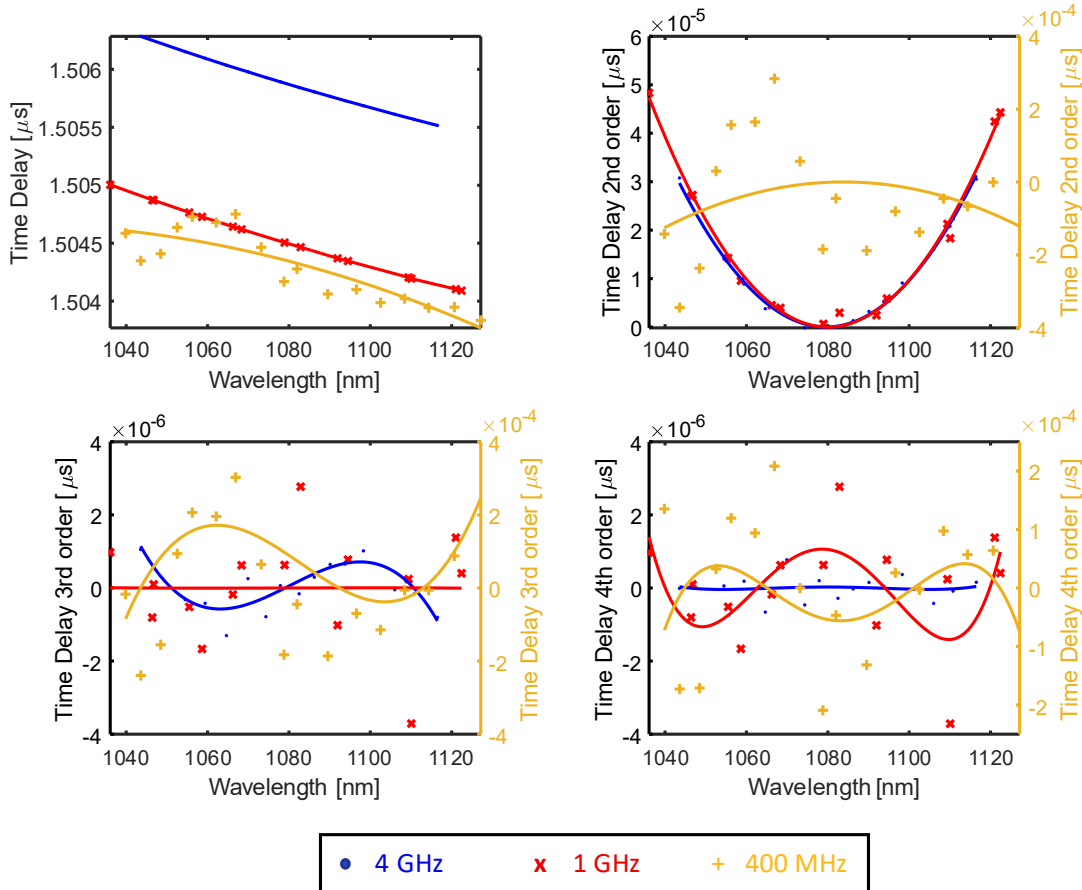 1.506
1.5055
1.505
1.5045
1.504
Time Delay [μs]
1040 1060 1080 1100 1120
Wavelength [nm]
×10-5
×10-4
6
5
4
3
2
1
0
Time Delay 2nd order [μs]
4
2
0
-2
-4
Time Delay 2nd order [μs]
1040 1060 1080 1100 1120
Wavelength [nm]
×10-6
×10-4
4
2
0
-2
-4
Time Delay 3rd order [μs]
4
2
0
-2
-4
Time Delay 3rd order [μs]
1040 1060 1080 1100 1120
Wavelength [nm]
×10-6
×10-4
4
2
0
-2
-4
Time Delay 4th order [μs]
2
1
0
-1
-2
Time Delay 4th order [μs]
1040 1060 1080 1100 1120
Wavelength [nm]
4 GHz 1 GHz 400 MHz